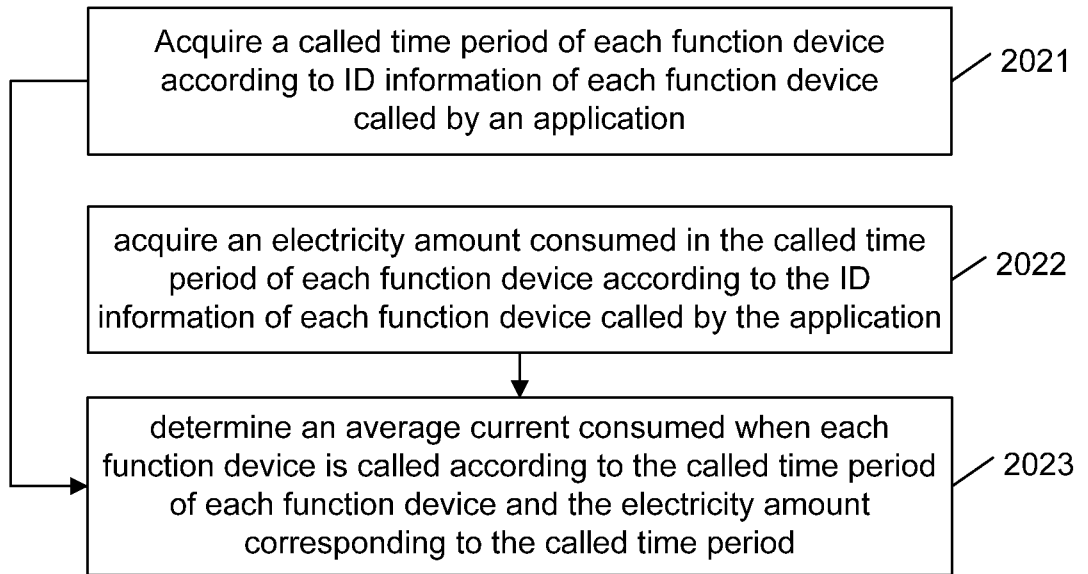 Acquire a called time period of each function device
according to ID information of each function device
called by an application
2021
acquire an electricity amount consumed in the called time
period of each function device according to the ID
information of each function device called by the application
2022
determine an average current consumed when each
function device is called according to the called time period
of each function device and the electricity amount
corresponding to the called time period
2023